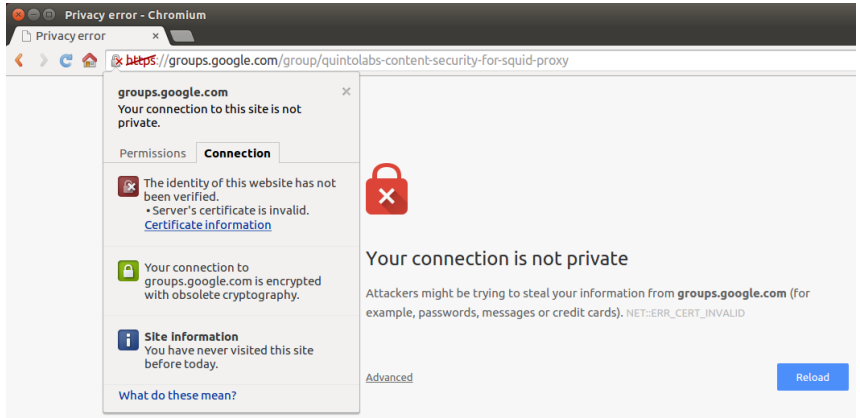 Privacy error - Chromium
Privacy error
https://groups.google.com/group/quintolabs-content-security-for-squid-proxy
groups.google.com
Your connection to this site is not
private.
Permissions Connection
The identity of this website has not
been verified.
• Server's certificate is invalid.
Certificate information
Your connection to
groups.google.com is encrypted
with obsolete cryptography.
Site information
You have never visited this site
before today.
What do these mean?
Your connection is not private
Attackers might be trying to steal your information from groups.google.com (for
example, passwords, messages or credit cards). NET::ERR_CERT_INVALID
Advanced
Reload